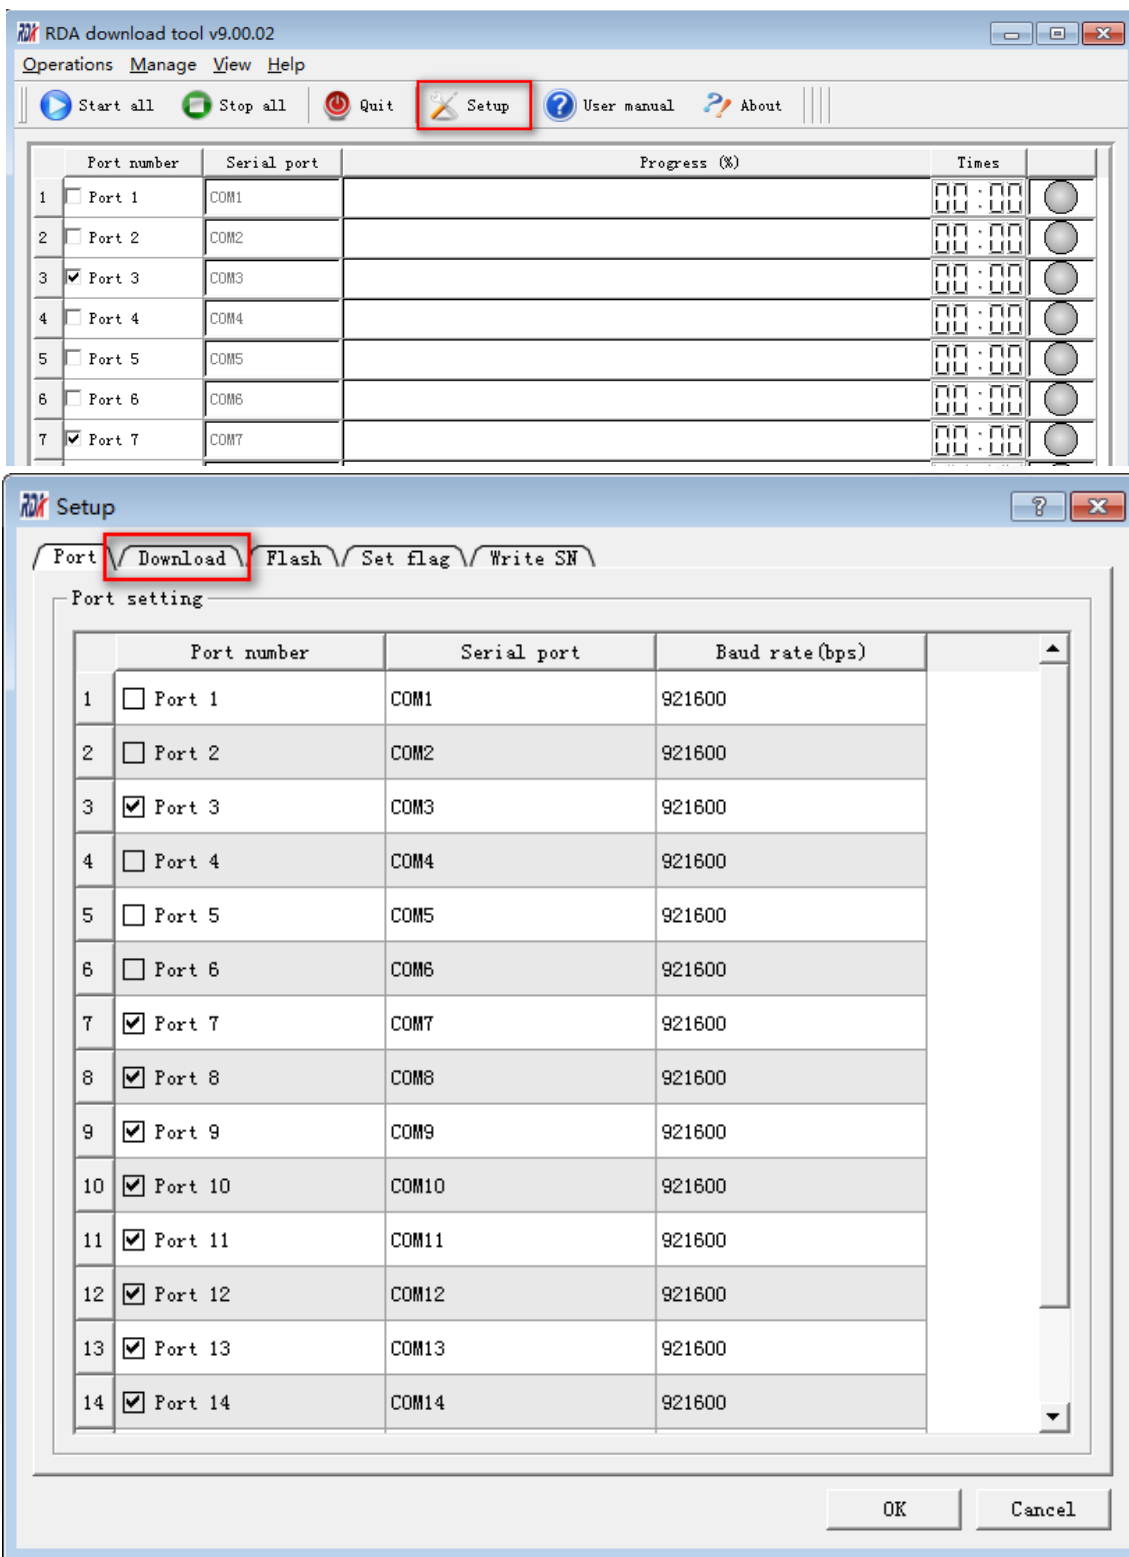 RDA RDA download tool v9.00.02
Operations Manage View Help
Start all Stop all Quit Setup ? User manual ? About
Port number Serial port Progress (%) Times
1 Port 1 COM1 00:00
2 Port 2 COM2 00:00
3 Port 3 COM3 00:00
4 Port 4 COM4 00:00
5 Port 5 COM5 00:00
6 Port 6 COM6 00:00
7 Port 7 COM7 00:00
RDA Setup ?
Port Download Flash Set flag Write SN
Port setting
Port number Serial port Baud rate(bps)
1 Port 1 COM1 921600
2 Port 2 COM2 921600
3 Port 3 COM3 921600
4 Port 4 COM4 921600
5 Port 5 COM5 921600
6 Port 6 COM6 921600
7 Port 7 COM7 921600
8 Port 8 COM8 921600
9 Port 9 COM9 921600
10 Port 10 COM10 921600
11 Port 11 COM11 921600
12 Port 12 COM12 921600
13 Port 13 COM13 921600
14 Port 14 COM14 921600
OK Cancel